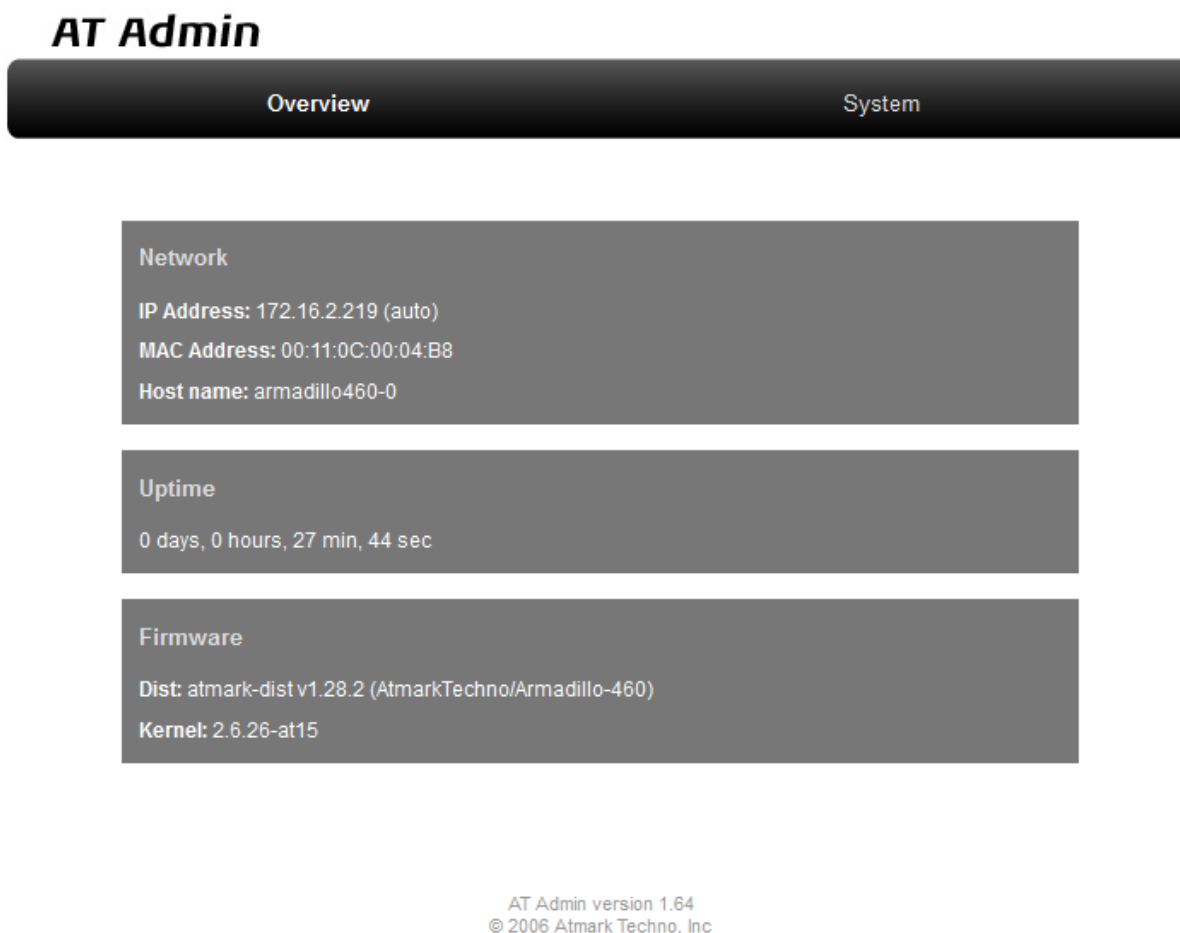 AT Admin
Overview System
Network
IP Address: 172.16.2.219 (auto)
MAC Address: 00:11:0C:00:04:B8
Host name: armadillo460-0
Uptime
0 days, 0 hours, 27 min, 44 sec
Firmware
Dist: atmark-dist v1.28.2 (AtmarkTechno/Armadillo-460)
Kernel: 2.6.26-at15
AT Admin version 1.64
© 2006 Atmark Techno, Inc